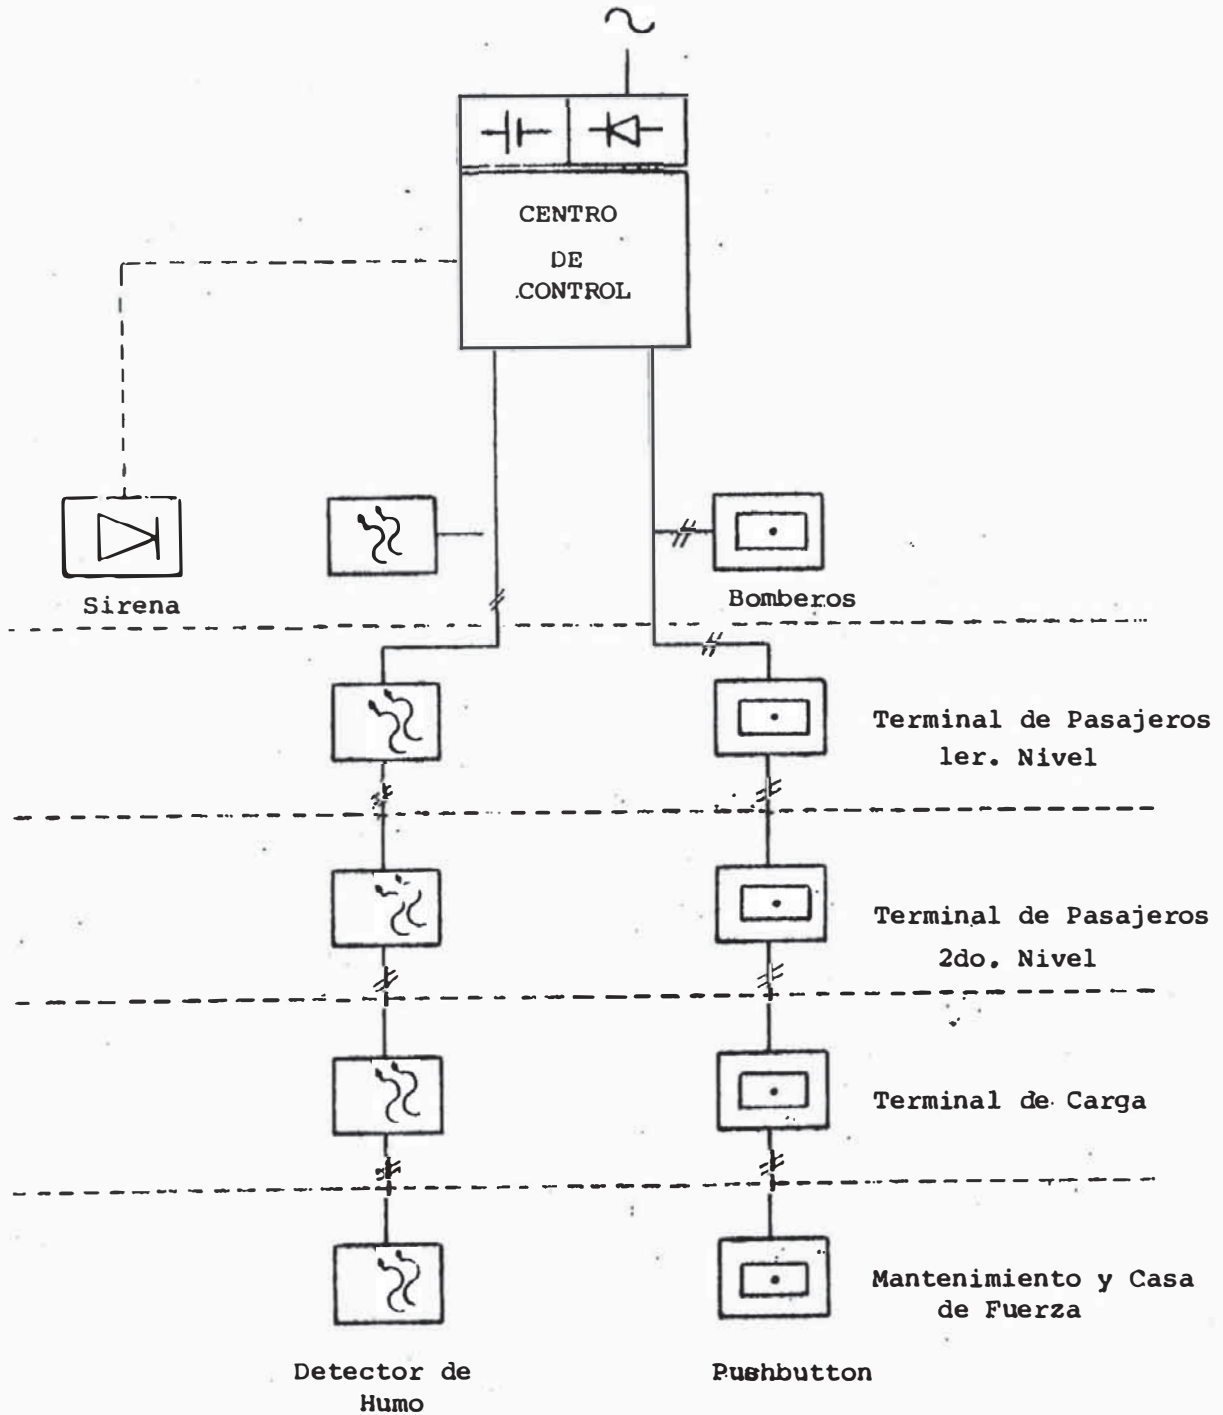 CENTRO
DE
CONTROL
Sirena
Bomberos
Terminal de Pasajeros
1er. Nivel
Terminal de Pasajeros
2do. Nivel
Terminal de Carga
Mantenimiento y Casa
de Fuerza
Detector de
Humo
Pushbutton